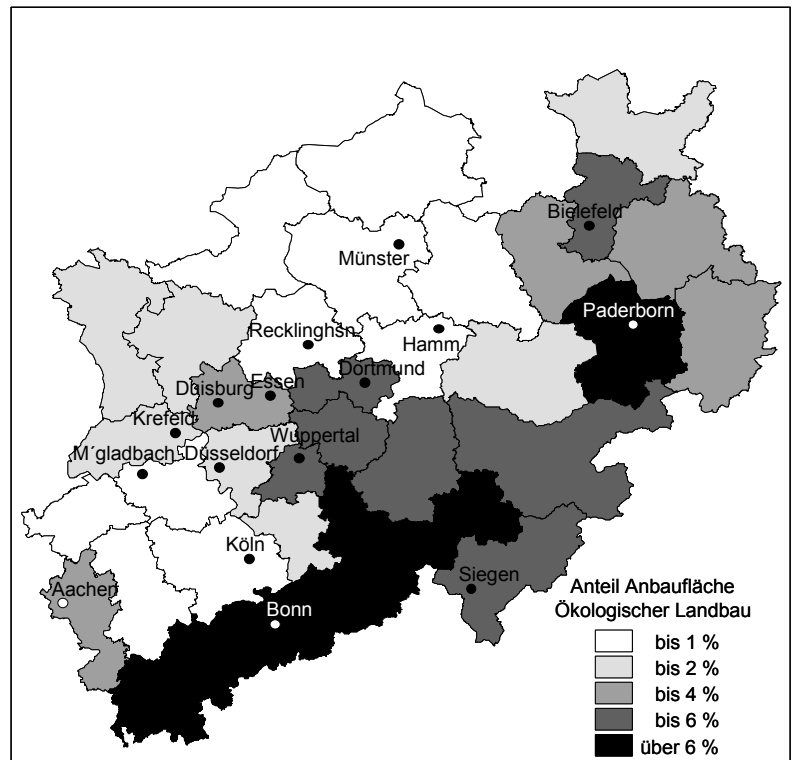 Bielefeld
Münster
Paderborn
Recklinghsn.
Hamm
Dortmund
Duisburg
Essen
Krefeld
Wuppertal
M´gladbach
Düsseldorf
Köln
Aachen
Siegen
Bonn
Anteil Anbaufläche
Ökologischer Landbau
bis 1 %
bis 2 %
bis 4 %
bis 6 %
über 6 %